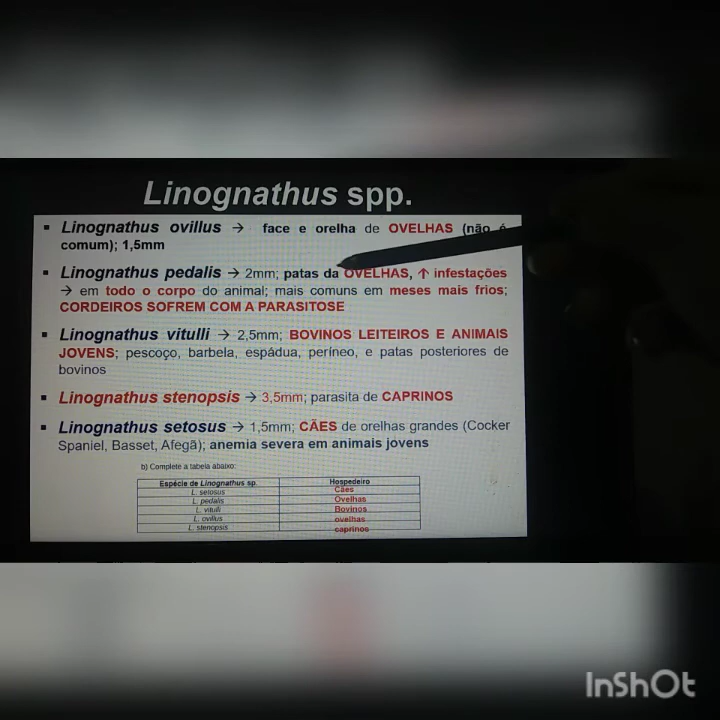 Linognathus spp.
▪ Linognathus ovillus → face e orelha de OVELHAS (não é
comum); 1,5mm
▪ Linognathus pedalis → 2mm; patas da OVELHAS, ↑ infestações
→ em todo o corpo do animal; mais comuns em meses mais frios;
CORDEIROS SOFREM COM A PARASITOSE
▪ Linognathus vitulli → 2,5mm; BOVINOS LEITEIROS E ANIMAIS
JOVENS; pescoço, barbela, espádua, períneo, e patas posteriores de
bovinos
▪ Linognathus stenopsis → 3,5mm; parasita de CAPRINOS
▪ Linognathus setosus → 1,5mm; CÃES de orelhas grandes (Cocker
Spaniel, Basset, Afegã); anemia severa em animais jovens
b) Complete a tabela abaixo:
Espécie de Linognathus sp. Hospedeiro
L. setosus Cães
L. pedalis Ovelhas
L. vitulli Bovinos
L. ovillus ovelhas
L. stenopsis caprinos
InShOt